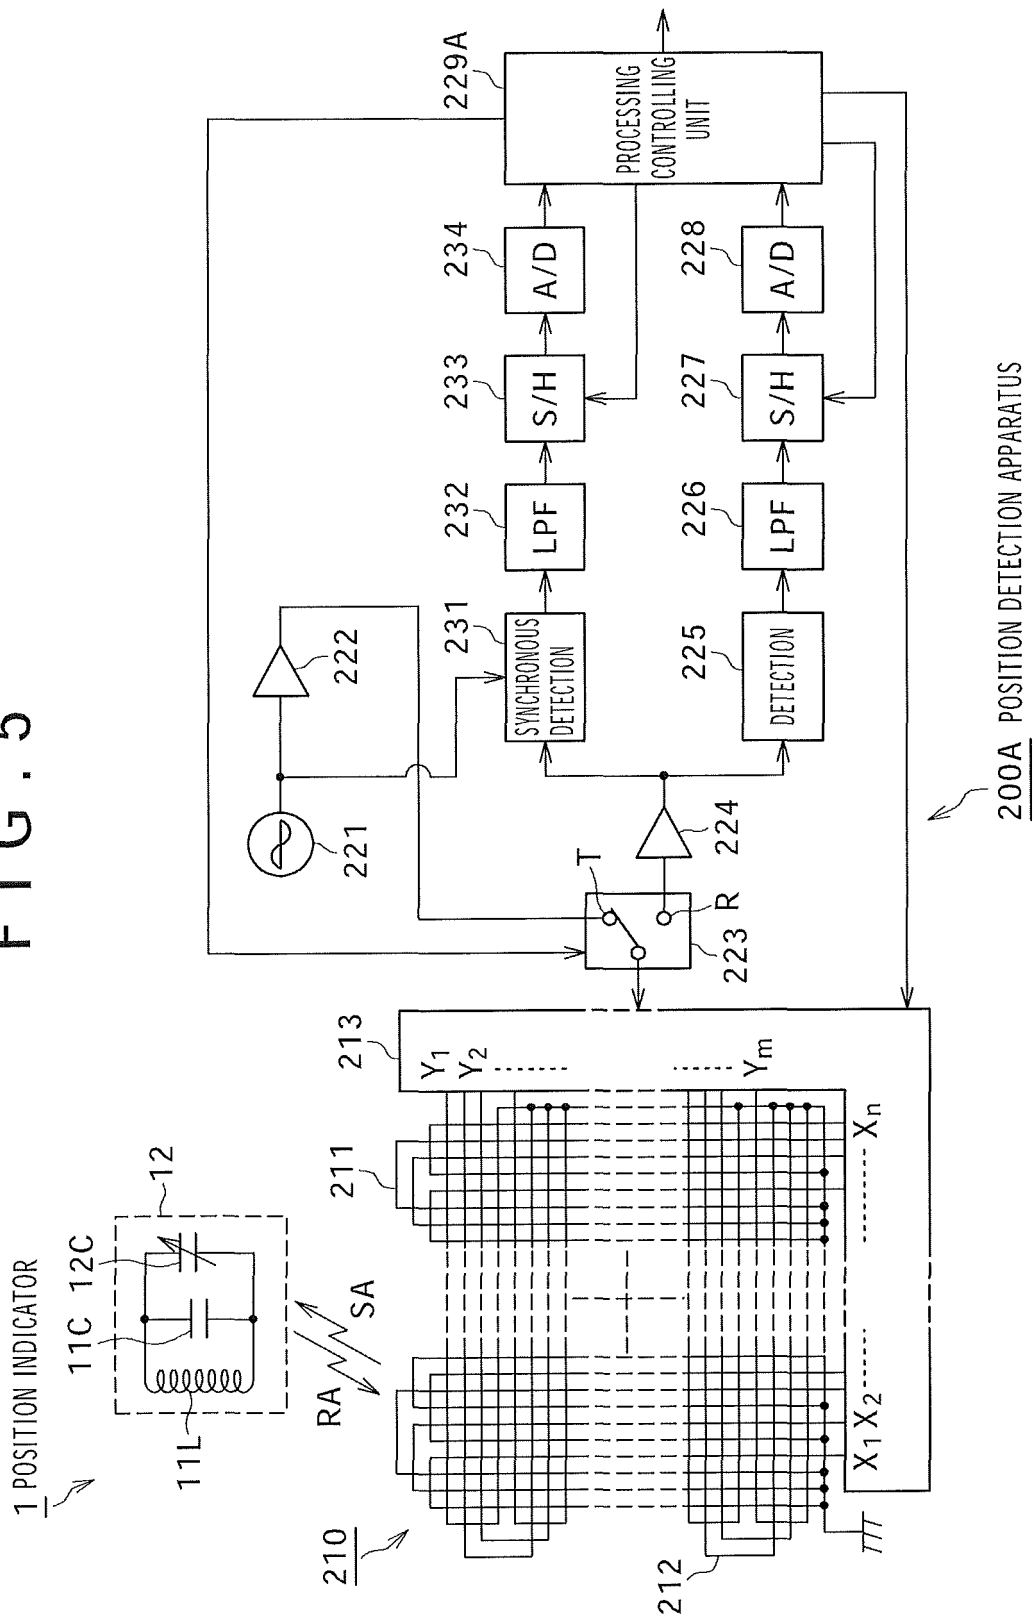 FIG. 5
1 POSITION INDICATOR
11L
11C
12C
12
RA
SA
210
211
212
213
Y1
Y2
Ym
X1
X2
Xn
221
222
T
R
223
224
SYNCHRONOUS
DETECTION
231
LPF
232
S/H
233
A/D
234
DETECTION
225
LPF
226
S/H
227
A/D
228
PROCESSING
CONTROLLING
UNIT
229A
200A POSITION DETECTION APPARATUS